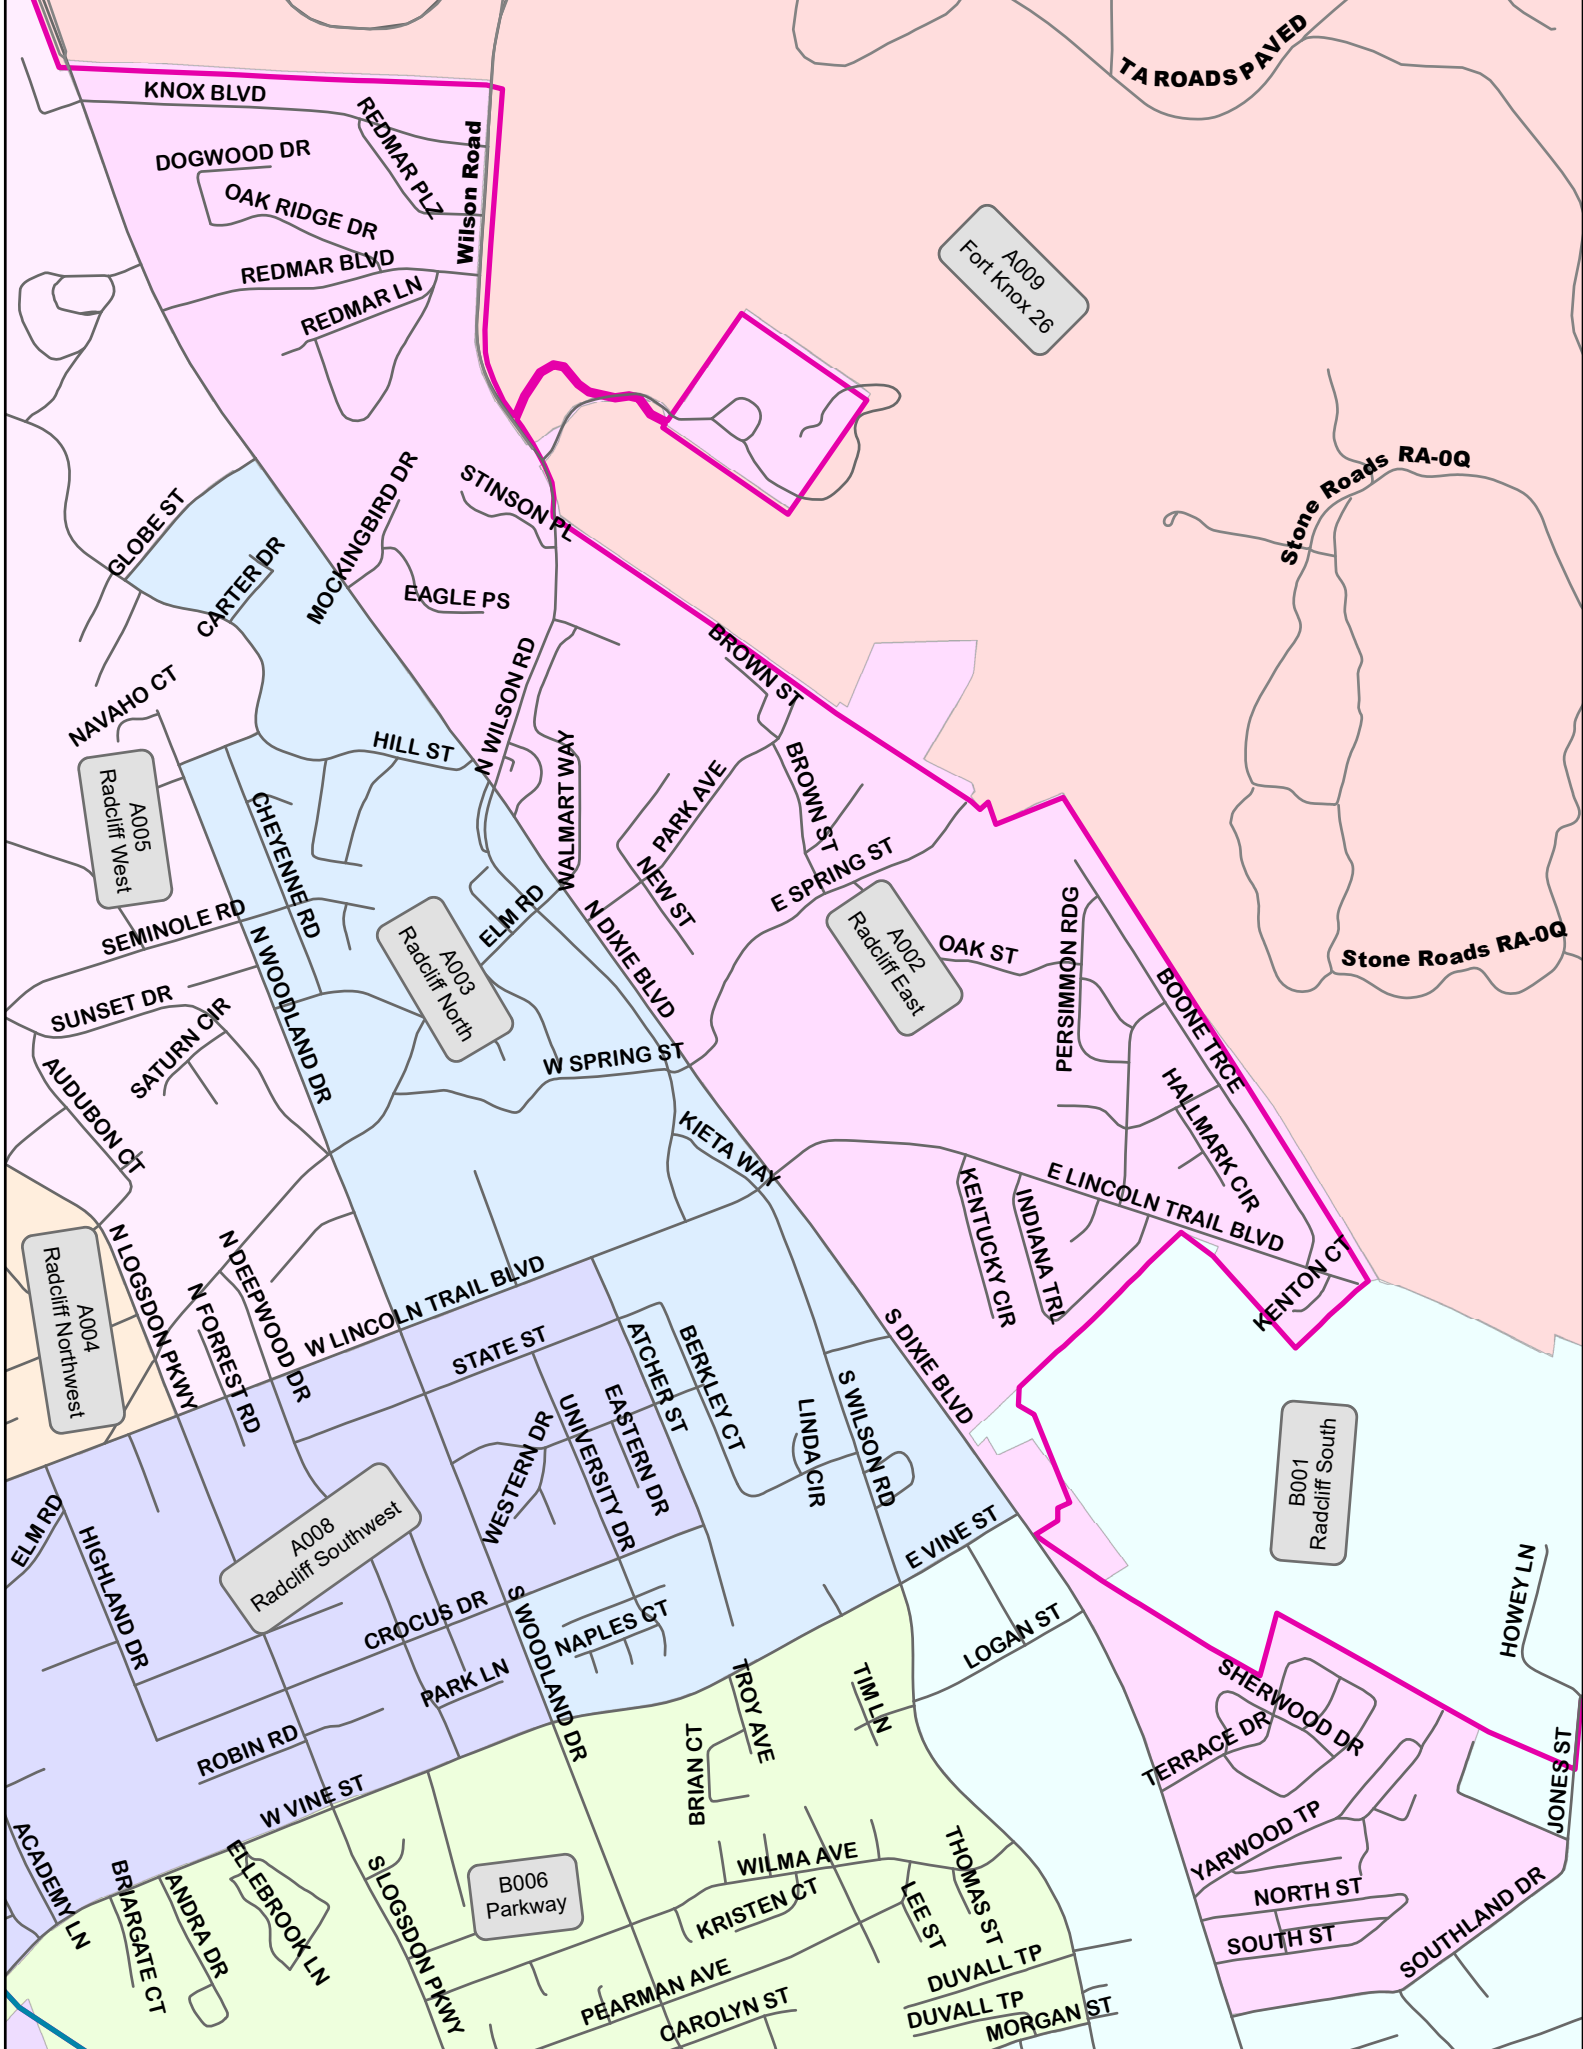 TA ROADS PAVED
KNOX BLVD
REDMAR PLZ
Wilson Road
DOGWOOD DR
OAK RIDGE DR
REDMAR BLVD
REDMAR LN
A009
Fort Knox 26
Stone Roads RA-0Q
MOCKINGBIRD DR
STINSON PL
GLOBE ST
CARTER DR
EAGLE PS
BROWN ST
N WILSON RD
NAVAHO CT
HILL ST
WALMART WAY
PARK AVE
BROWN ST
A005
Radcliff West
CHEYENNE RD
NEW ST
E SPRING ST
ELM RD
SEMINOLE RD
N WOODLAND DR
A003
Radcliff North
N DIXIE BLVD
A002
Radcliff East
OAK ST
PERSIMMON RDG
Stone Roads RA-0Q
BOONE TRCE
SUNSET DR
SATURN CIR
W SPRING ST
AUDUBON CT
HALLMARK CIR
KIETA WAY
E LINCOLN TRAIL BLVD
KENTUCKY CIR
INDIANA TRL
KENTON CT
A004
Radcliff Northwest
N LOGSDON PKWY
N DEEPWOOD DR
N FORREST RD
W LINCOLN TRAIL BLVD
STATE ST
ATCHER ST
BERKLEY CT
S DIXIE BLVD
S WILSON RD
LINDA CIR
EASTERN DR
UNIVERSITY DR
WESTERN DR
B001
Radcliff South
ELM RD
HIGHLAND DR
A008
Radcliff Southwest
E VINE ST
HOWEY LN
CROCUS DR
S WOODLAND DR
NAPLES CT
LOGAN ST
PARK LN
TROY AVE
TIM LN
SHERWOOD DR
TERRACE DR
ROBIN RD
BRIAN CT
JONES ST
W VINE ST
YARWOOD TP
ACADEMY LN
BRIARGATE CT
ANDRA DR
ELLEBROOK LN
S LOGSDON PKWY
B006
Parkway
WILMA AVE
KRISTEN CT
THOMAS ST
LEE ST
NORTH ST
SOUTH ST
SOUTHLAND DR
PEARMAN AVE
CAROLYN ST
DUVALL TP
DUVALL TP
MORGAN ST